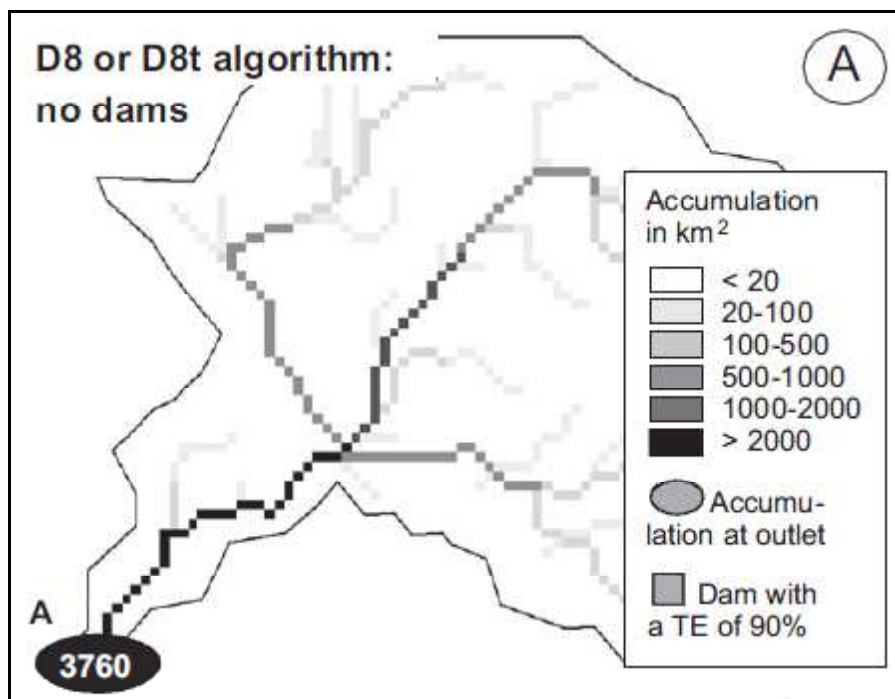 D8 or D8t algorithm:
no dams
A
Accumulation
in km²
< 20
20-100
100-500
500-1000
1000-2000
> 2000
Accumu-
lation at outlet
Dam with
a TE of 90%
A
3760